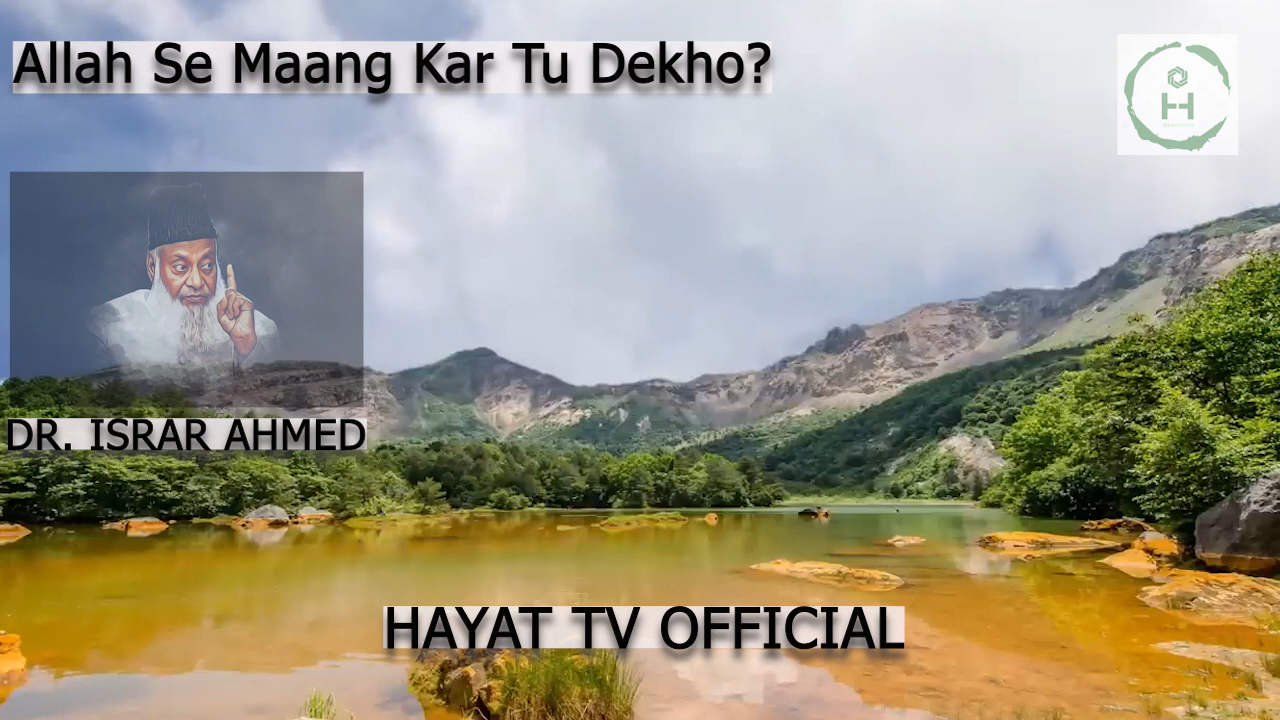 Allah Se Maang Kar Tu Dekho?
H
DR. ISRAR AHMED
HAYAT TV OFFICIAL